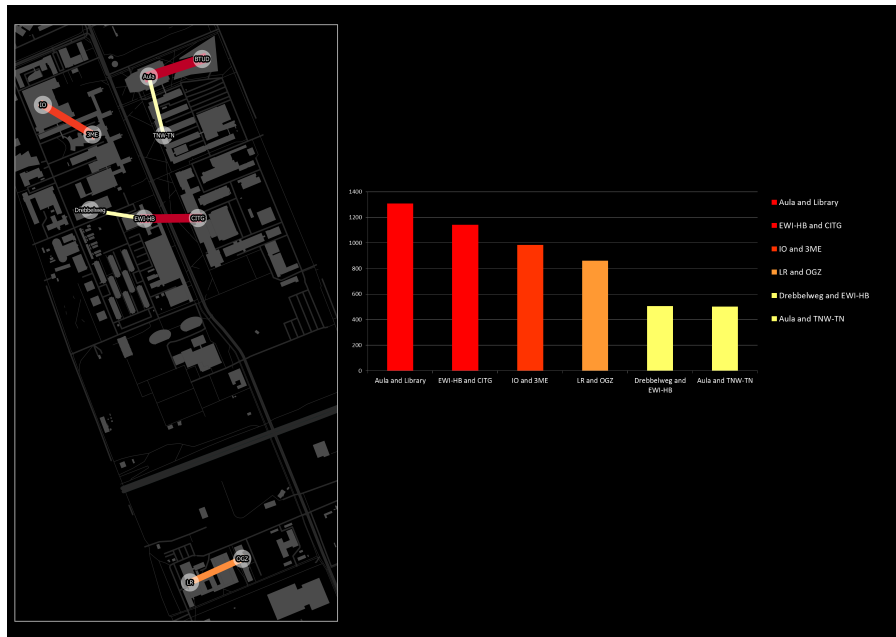 BTUD
Aula
IO
3ME
TNW-TN
Drebbelweg
EWI-HB
CITG
OGZ
LR
1400
1200
1000
800
600
400
200
0
Aula and Library
EWI-HB and CITG
IO and 3ME
LR and OGZ
Drebbelweg and
EWI-HB
Aula and TNW-TN
Aula and Library
EWI-HB and CITG
IO and 3ME
LR and OGZ
Drebbelweg and EWI-HB
Aula and TNW-TN